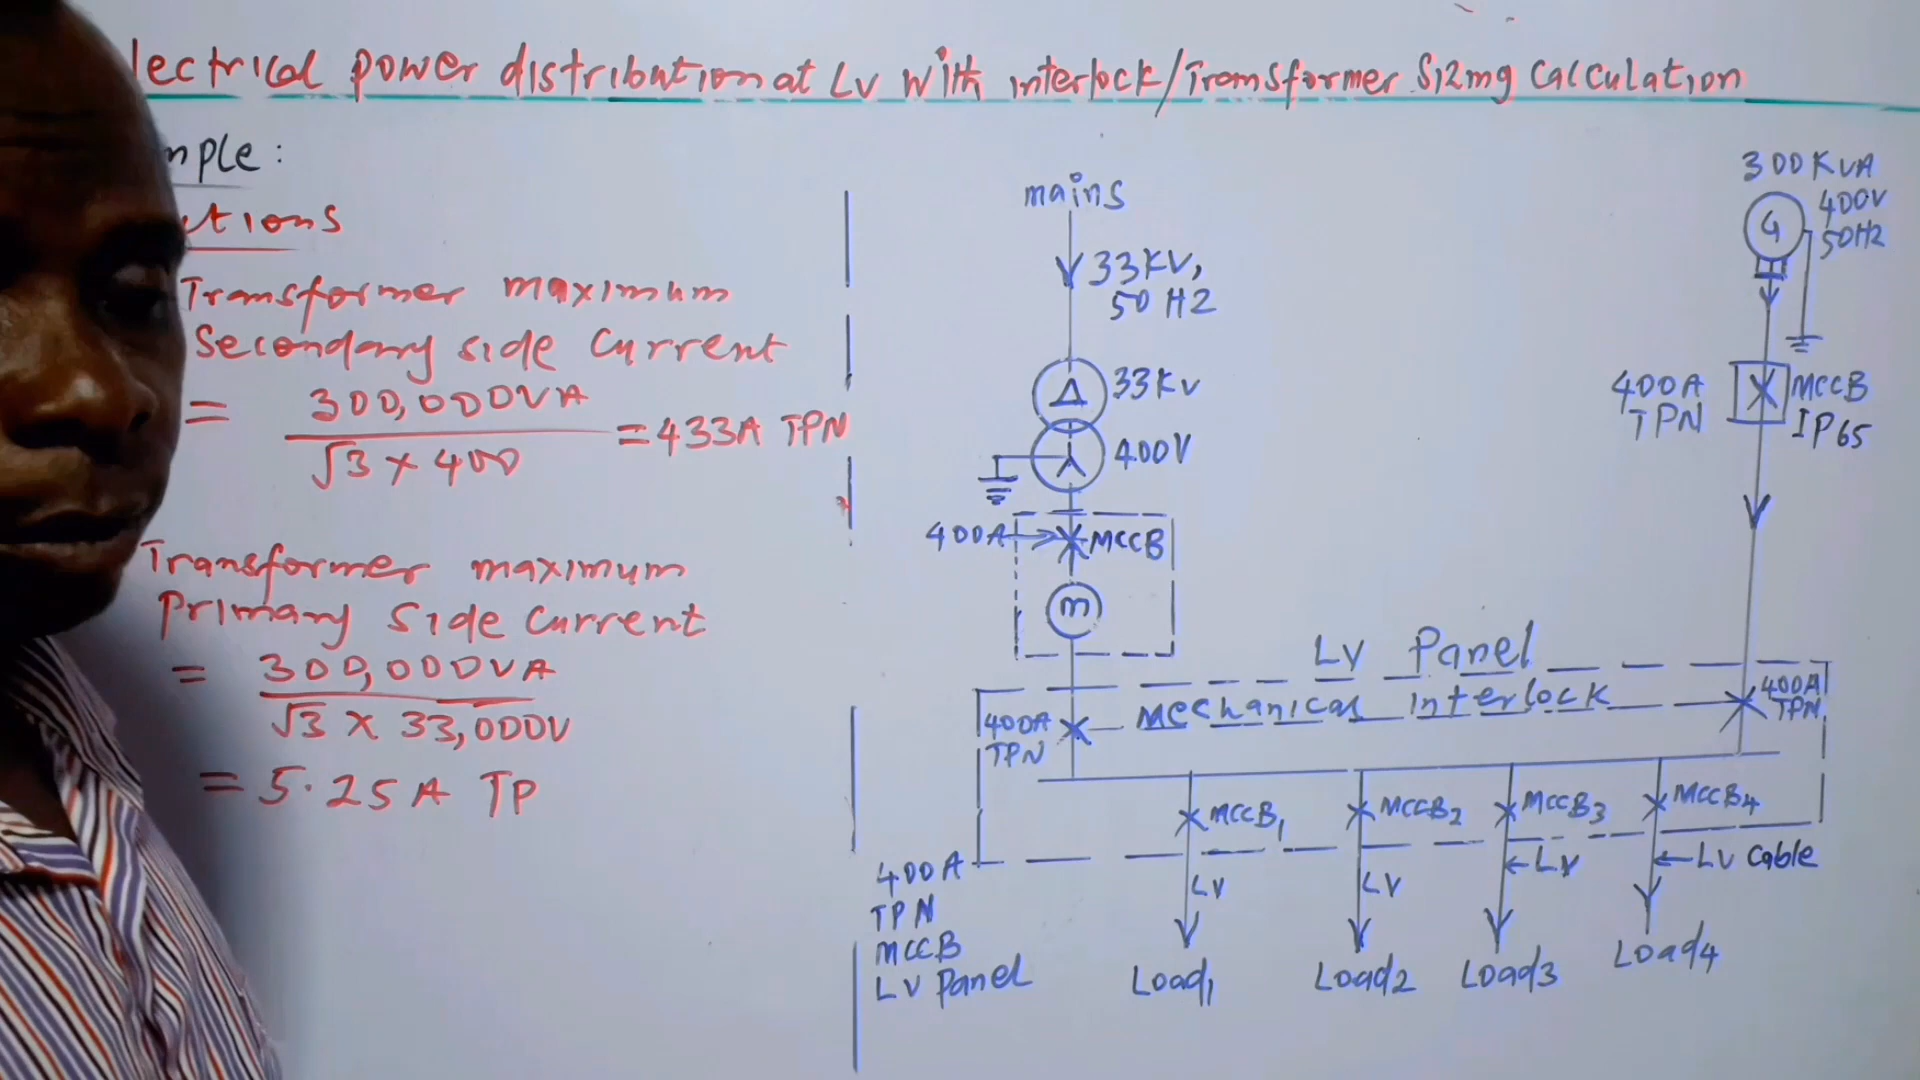 lectrical power distribution at LV With interlock/Transformer Sizing Calculation
mple:
ctions
Transformer maximum
Secondary side Current
= 300,000VA
√3 x 400
= 433A TPN
Transformer maximum
Primary Side Current
= 300,000VA
√3 x 33,000V
= 5.25A TP
mains
33KV,
50HZ
Δ 33KV
400V
400A
MCCB
m
300KVA
G
400V
50HZ
400A
TPN
MCCB
IP65
LV Panel
Mechanical interlock
400A
TPN
400A
TPN
MCCB1
MCCB2
MCCB3
MCCB4
400A
TPN
MCCB
LV Panel
LV
LV
LV
LV Cable
Load1
Load2
Load3
Load4